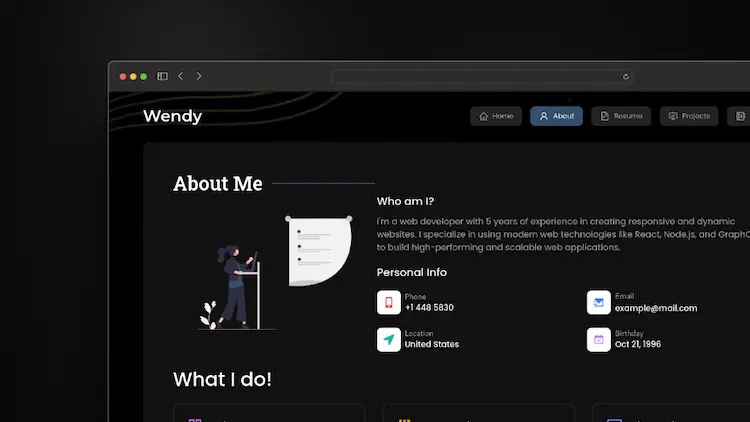 Wendy
Home
About
Resume
Projects
About Me
Who am I?
I'm a web developer with 5 years of experience in creating responsive and dynamic
websites. I specialize in using modern web technologies like React, Node.js, and
to build high-performing and scalable web applications.
Personal Info
Phone
+1 448 5830
Email
example@mail.com
Location
United States
Birthday
Oct 21, 1996
What I do!